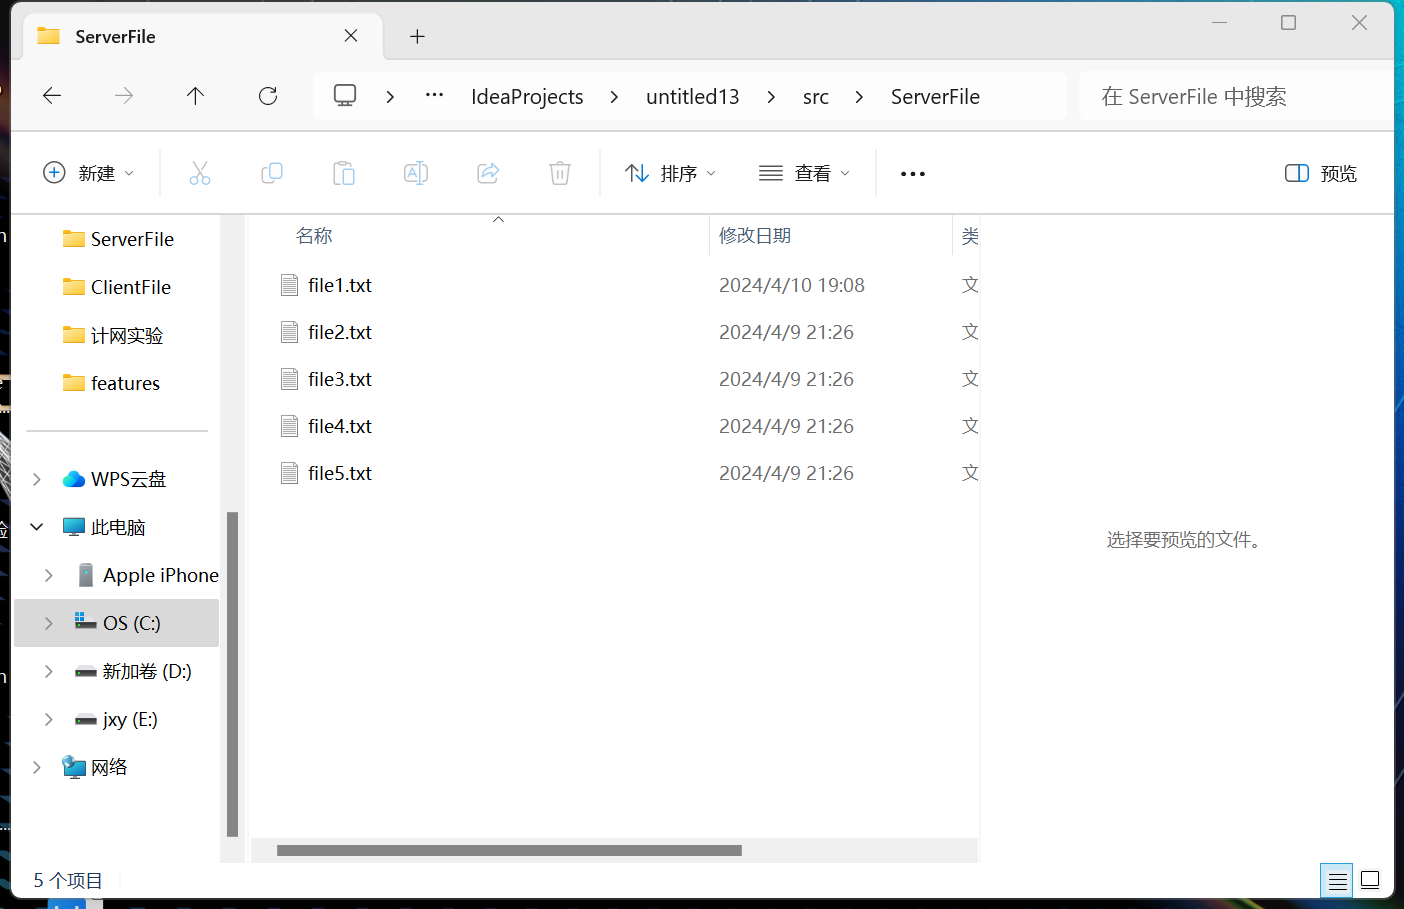 ServerFile
IdeaProjects
untitled13
src
ServerFile
在 ServerFile 中搜索
新建
排序
查看
预览
ServerFile
ClientFile
计网实验
features
WPS云盘
此电脑
Apple iPhone
OS (C:)
新加卷 (D:)
jxy (E:)
网络
名称
修改日期
类
file1.txt
2024/4/10 19:08
文
file2.txt
2024/4/9 21:26
文
file3.txt
2024/4/9 21:26
文
file4.txt
2024/4/9 21:26
文
file5.txt
2024/4/9 21:26
文
选择要预览的文件。
5 个项目